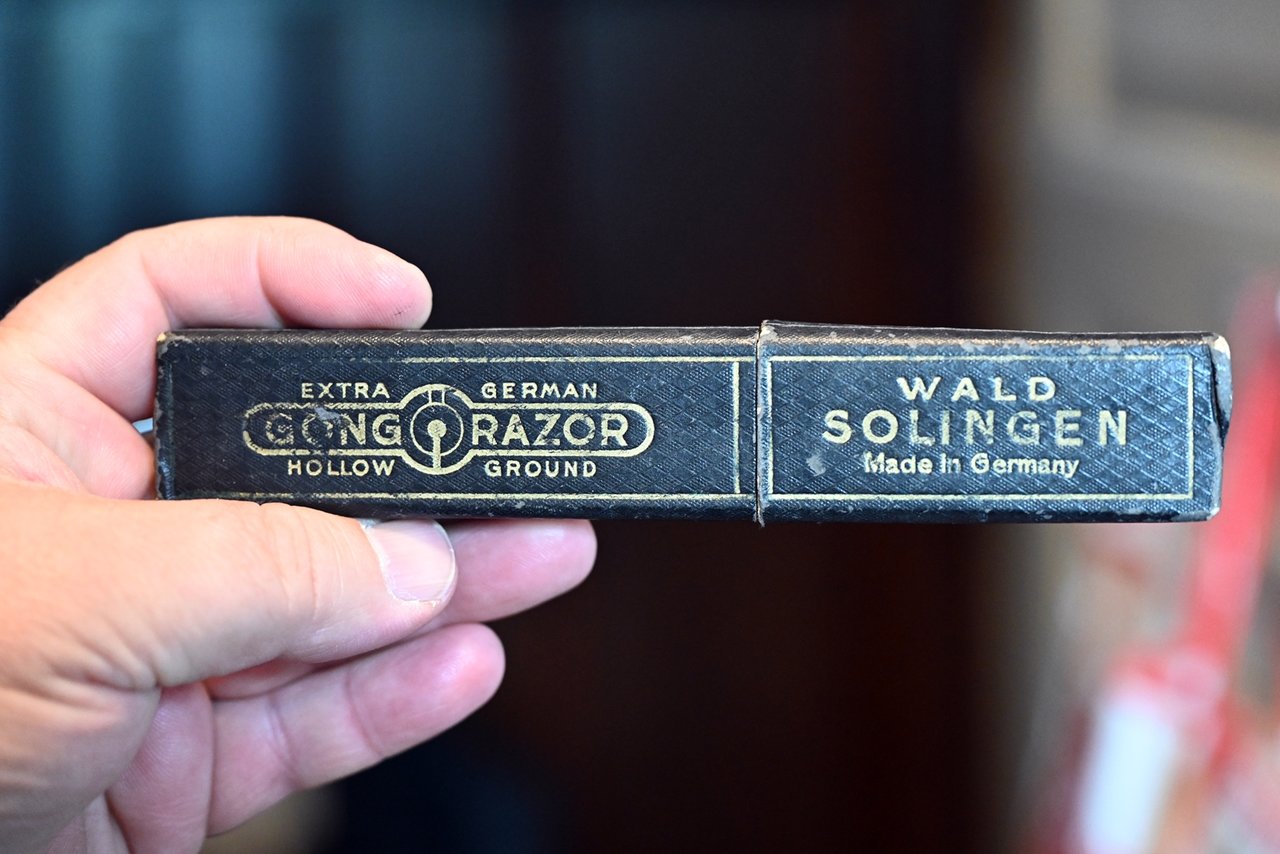 EXTRA GERMAN
GONG RAZOR
HOLLOW GROUND
WALD
SOLINGEN
Made in Germany